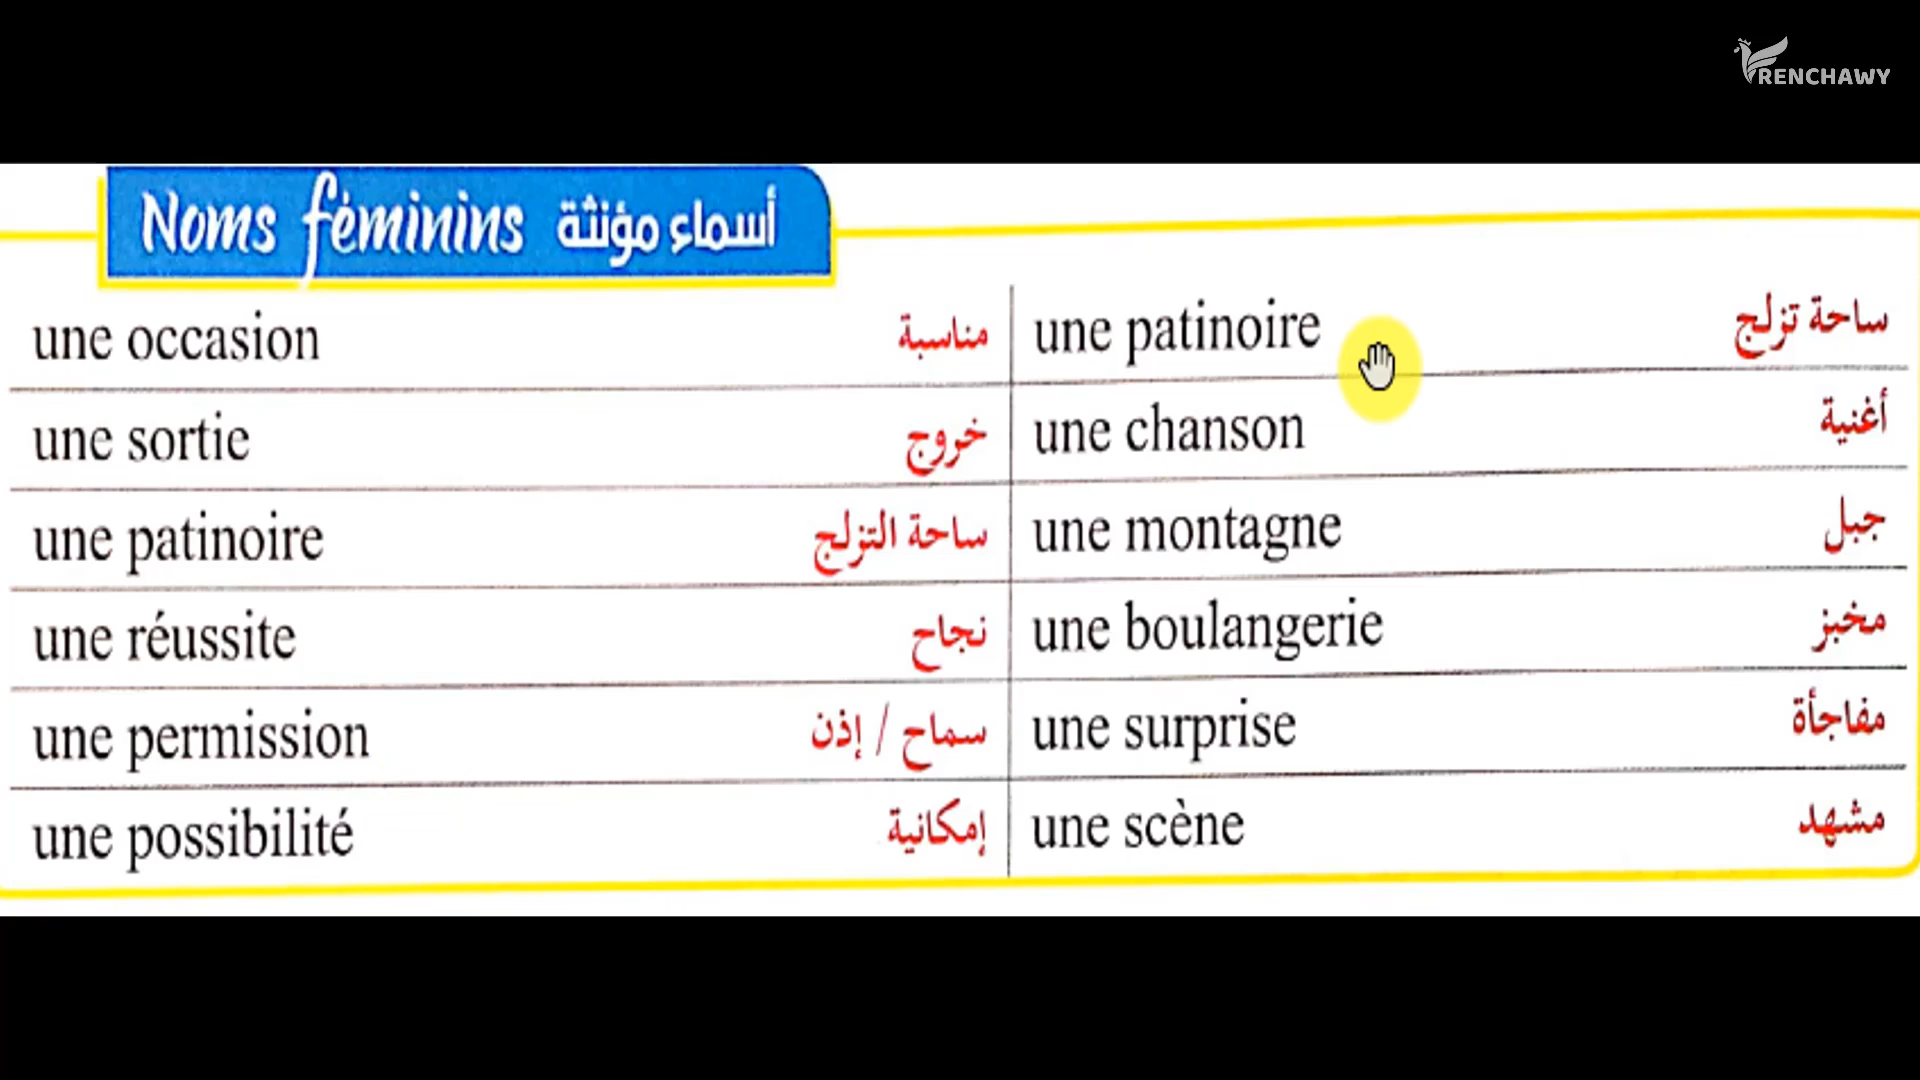 RENCHAWY
Noms féminins أسماء مؤنثة
une occasion مناسبة
une sortie خروج
une patinoire ساحة التزلج
une réussite نجاح
une permission سماح / إذن
une possibilité إمكانية
une patinoire ساحة تزلج
une chanson أغنية
une montagne جبل
une boulangerie مخبز
une surprise مفاجأة
une scène مشهد